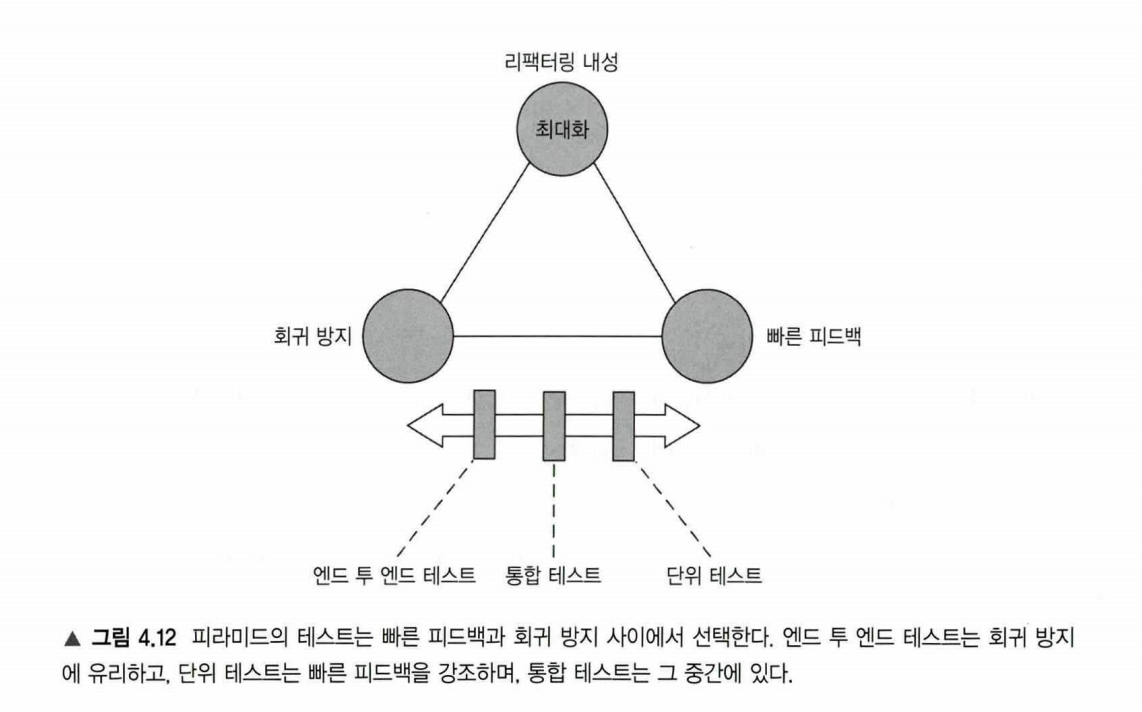 리팩터링 내성
최대화
회귀 방지
빠른 피드백
엔드 투 엔드 테스트 통합 테스트 단위 테스트
▲ 그림 4.12 피라미드의 테스트는 빠른 피드백과 회귀 방지 사이에서 선택한다. 엔드 투 엔드 테스트는 회귀 방지
에 유리하고, 단위 테스트는 빠른 피드백을 강조하며, 통합 테스트는 그 중간에 있다.